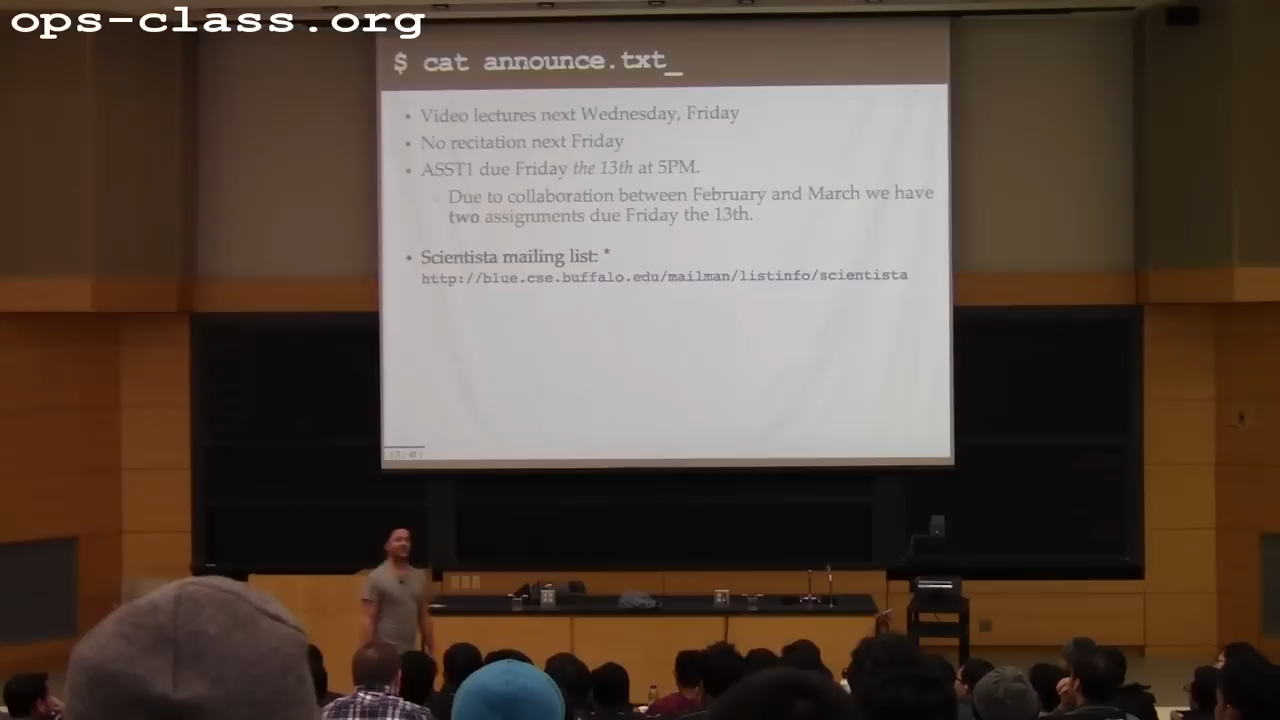 ops-class.org
$ cat announce.txt_
• Video lectures next Wednesday, Friday
• No recitation next Friday
• ASST1 due Friday the 13th at 5PM.
Due to collaboration between February and March we have
two assignments due Friday the 13th.
• Scientista mailing list: *
http://blue.cse.buffalo.edu/mailman/listinfo/scientista